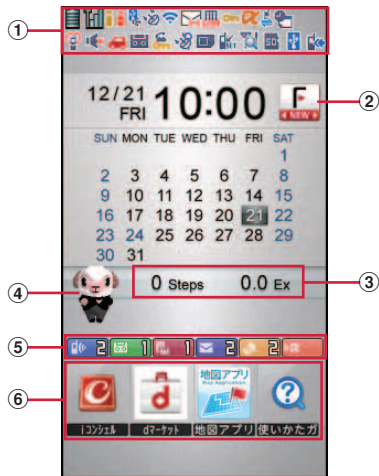 ①
②
③
④
⑤
⑥
12/21
FRI
10:00
F
NEW
SUN MON TUE WED THU FRI SAT
1
2 3 4 5 6 7 8
9 10 11 12 13 14 15
16 17 18 19 20 21 22
23 24 25 26 27 28 29
30 31
0 Steps 0.0 Ex
2 1 1 2 2
地図アプリ
Map Application
d
iコンシェル dマーケット 地図アプリ 使いかたガ